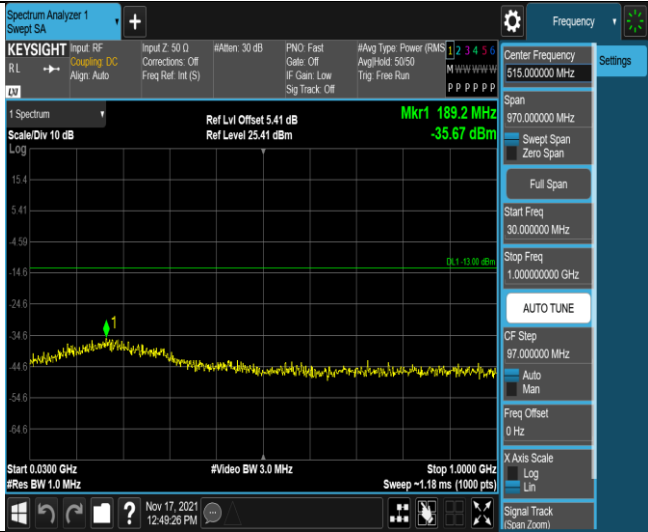 Spectrum Analyzer 1
Swept SA
Frequency
KEYSIGHT
RL
LXI
Input: RF
Coupling: DC
Align: Auto
Input Z: 50 Ω
Corrections: Off
Freq Ref: Int (S)
#Atten: 30 dB
PNO: Fast
Gate: Off
IF Gain: Low
Sig Track: Off
#Avg Type: Power (RMS
Avg|Hold: 50/50
Trig: Free Run
1 2 3 4 5 6
M W W W W W
P P P P P P
1 Spectrum
Scale/Div 10 dB
Log
Ref Lvl Offset 5.41 dB
Ref Level 25.41 dBm
Mkr1 189.2 MHz
-35.67 dBm
15.4
5.41
-4.59
-14.6
-24.6
-34.6
-44.6
-54.6
-64.6
DL1 -13.00 dBm
1
Start 0.0300 GHz
#Res BW 1.0 MHz
#Video BW 3.0 MHz
Stop 1.0000 GHz
Sweep ~1.18 ms (1000 pts)
?
Nov 17, 2021
12:49:26 PM
Center Frequency
515.000000 MHz
Span
970.000000 MHz
Swept Span
Zero Span
Full Span
Start Freq
30.000000 MHz
Stop Freq
1.000000000 GHz
AUTO TUNE
CF Step
97.000000 MHz
Auto
Man
Freq Offset
0 Hz
X Axis Scale
Log
Lin
Signal Track
(Span Zoom)
Settings